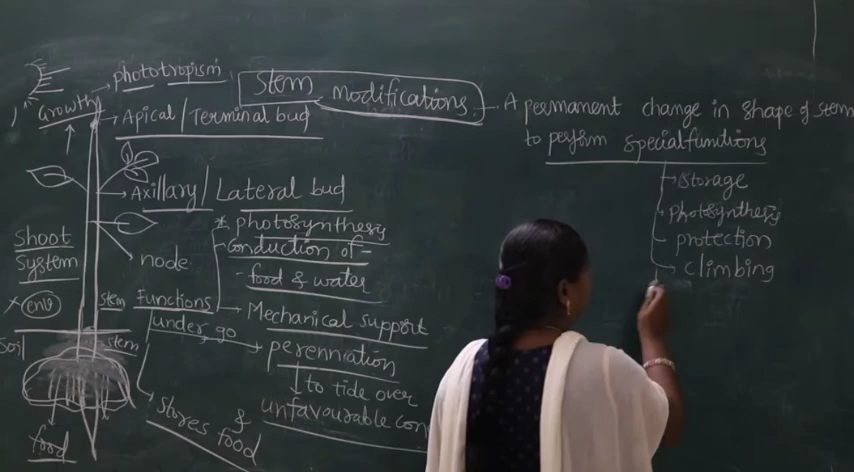 phototropism
Growth
Apical / Terminal bud
Axillary / Lateral bud
node
shoot
system
env
Soil
stem
food
stem Functions
* photosynthesis
- conduction of -
- food & water
Mechanical support
under go
perenniation
to tide over
unfavourable con
& stores food
Stem modifications
A permanent change in shape of stem
to perform special funtions
storage
photosynthesis
protection
climbing